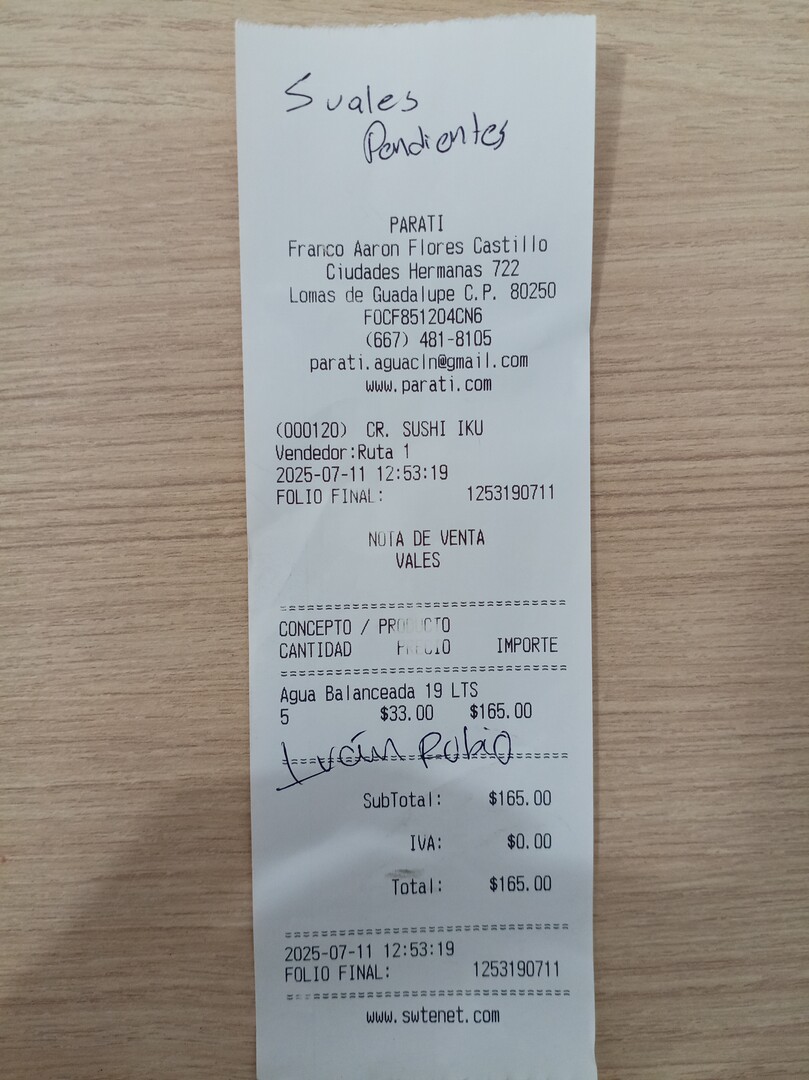 5 vales
Pendientes
PARATI
Franco Aaron Flores Castillo
Ciudades Hermanas 722
Lomas de Guadalupe C.P. 80250
FOCF851204CN6
(667) 481-8105
parati.aguacln@gmail.com
www.parati.com
(000120) CR. SUSHI IKU
Vendedor:Ruta 1
2025-07-11 12:53:19
FOLIO FINAL: 1253190711
NOTA DE VENTA
VALES
==============================
CONCEPTO / PRODUCTO
CANTIDAD PRECIO IMPORTE
==============================
Agua Balanceada 19 LTS
5 $33.00 $165.00
Iván Rubio
==============================
SubTotal: $165.00
IVA: $0.00
Total: $165.00
==============================
2025-07-11 12:53:19
FOLIO FINAL: 1253190711
==============================
www.swtenet.com